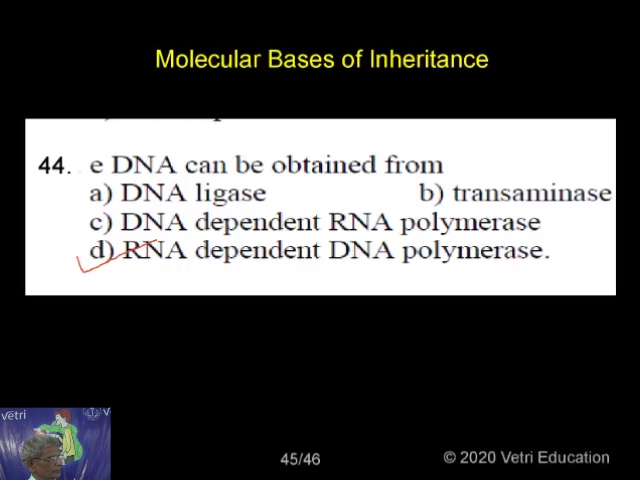 Molecular Bases of Inheritance
44. e DNA can be obtained from
a) DNA ligase b) transaminase
c) DNA dependent RNA polymerase
d) RNA dependent DNA polymerase.
Vetri
45/46
© 2020 Vetri Education